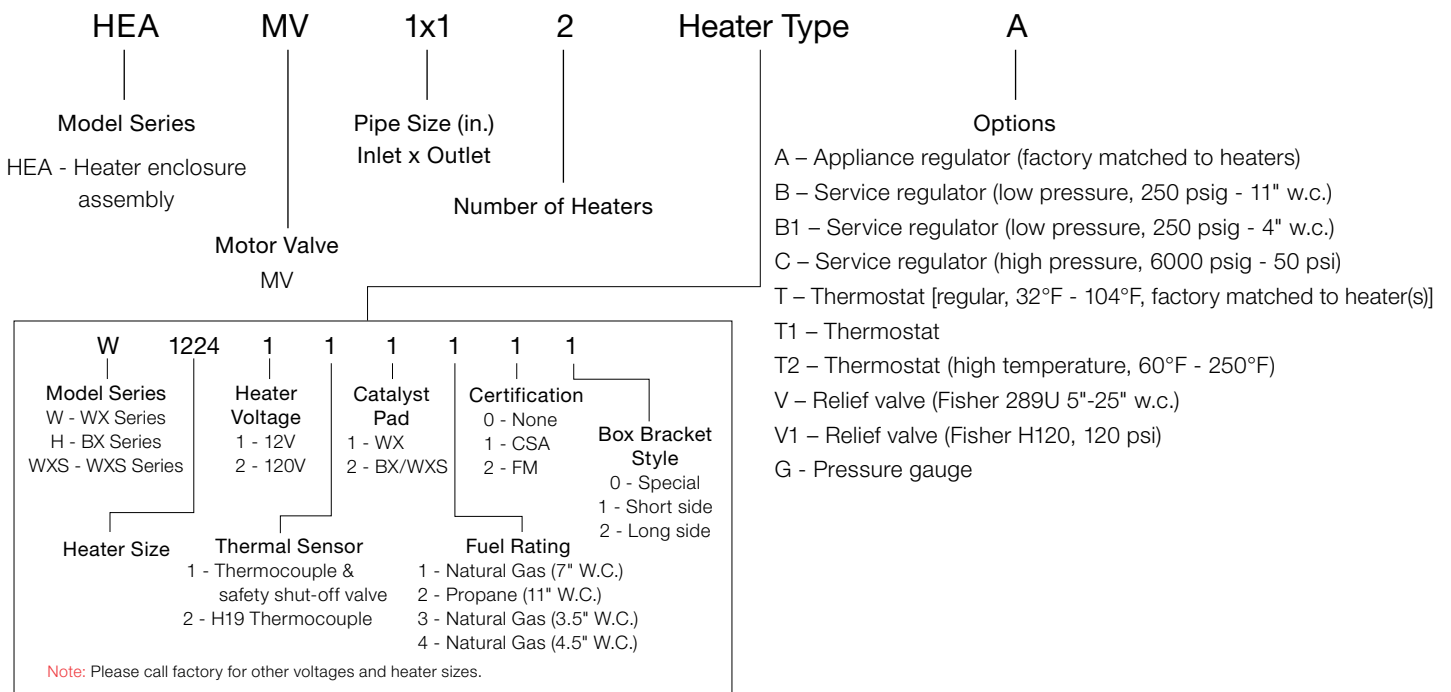 HEA MV 1x1 2 Heater Type A
Model Series
HEA - Heater enclosure
assembly
Motor Valve
MV
Pipe Size (in.)
Inlet x Outlet
Number of Heaters
Options
A – Appliance regulator (factory matched to heaters)
B – Service regulator (low pressure, 250 psig - 11" w.c.)
B1 – Service regulator (low pressure, 250 psig - 4" w.c.)
C – Service regulator (high pressure, 6000 psig - 50 psi)
T – Thermostat [regular, 32°F - 104°F, factory matched to heater(s)]
T1 – Thermostat
T2 – Thermostat (high temperature, 60°F - 250°F)
V – Relief valve (Fisher 289U 5"-25" w.c.)
V1 – Relief valve (Fisher H120, 120 psi)
G - Pressure gauge
W 1224 1 1 1 1 1 1
Model Series
W - WX Series
H - BX Series
WXS - WXS Series
Heater
Voltage
1 - 12V
2 - 120V
Catalyst
Pad
1 - WX
2 - BX/WXS
Certification
0 - None
1 - CSA
2 - FM
Box Bracket
Style
0 - Special
1 - Short side
2 - Long side
Heater Size
Thermal Sensor
1 - Thermocouple &
safety shut-off valve
2 - H19 Thermocouple
Fuel Rating
1 - Natural Gas (7" W.C.)
2 - Propane (11" W.C.)
3 - Natural Gas (3.5" W.C.)
4 - Natural Gas (4.5" W.C.)
Note: Please call factory for other voltages and heater sizes.